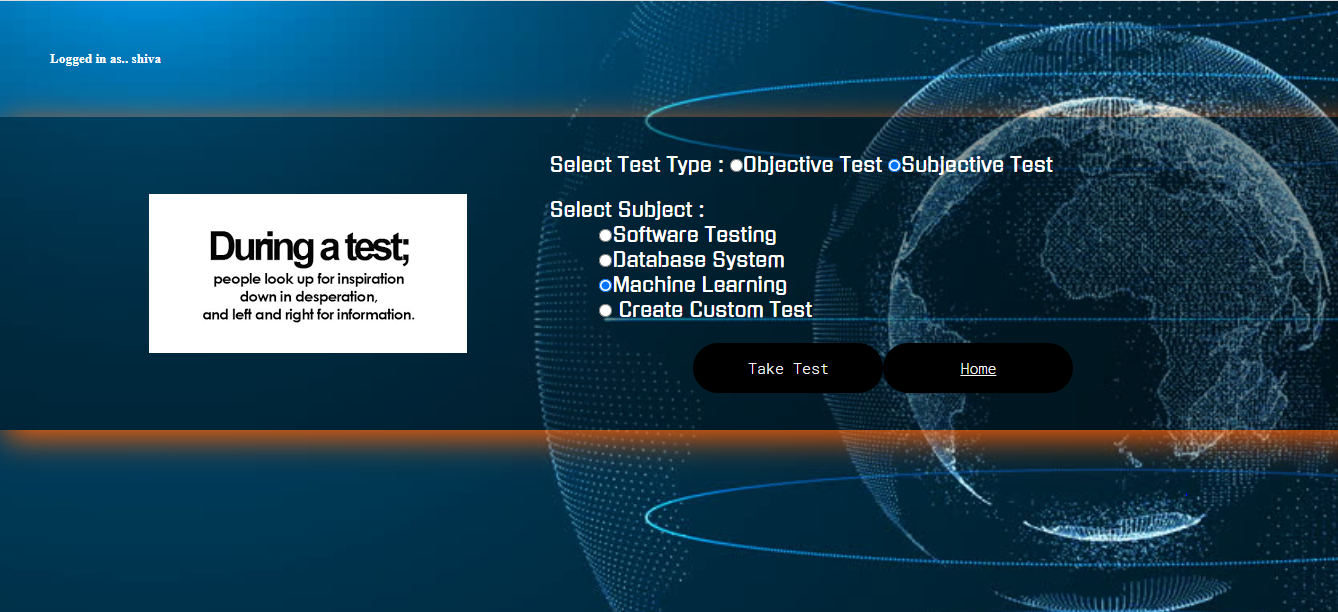 Logged in as.. shiva
During a test;
people look up for inspiration
down in desperation,
and left and right for information.
Select Test Type : Objective Test Subjective Test
Select Subject :
Software Testing
Database System
Machine Learning
Create Custom Test
Take Test
Home